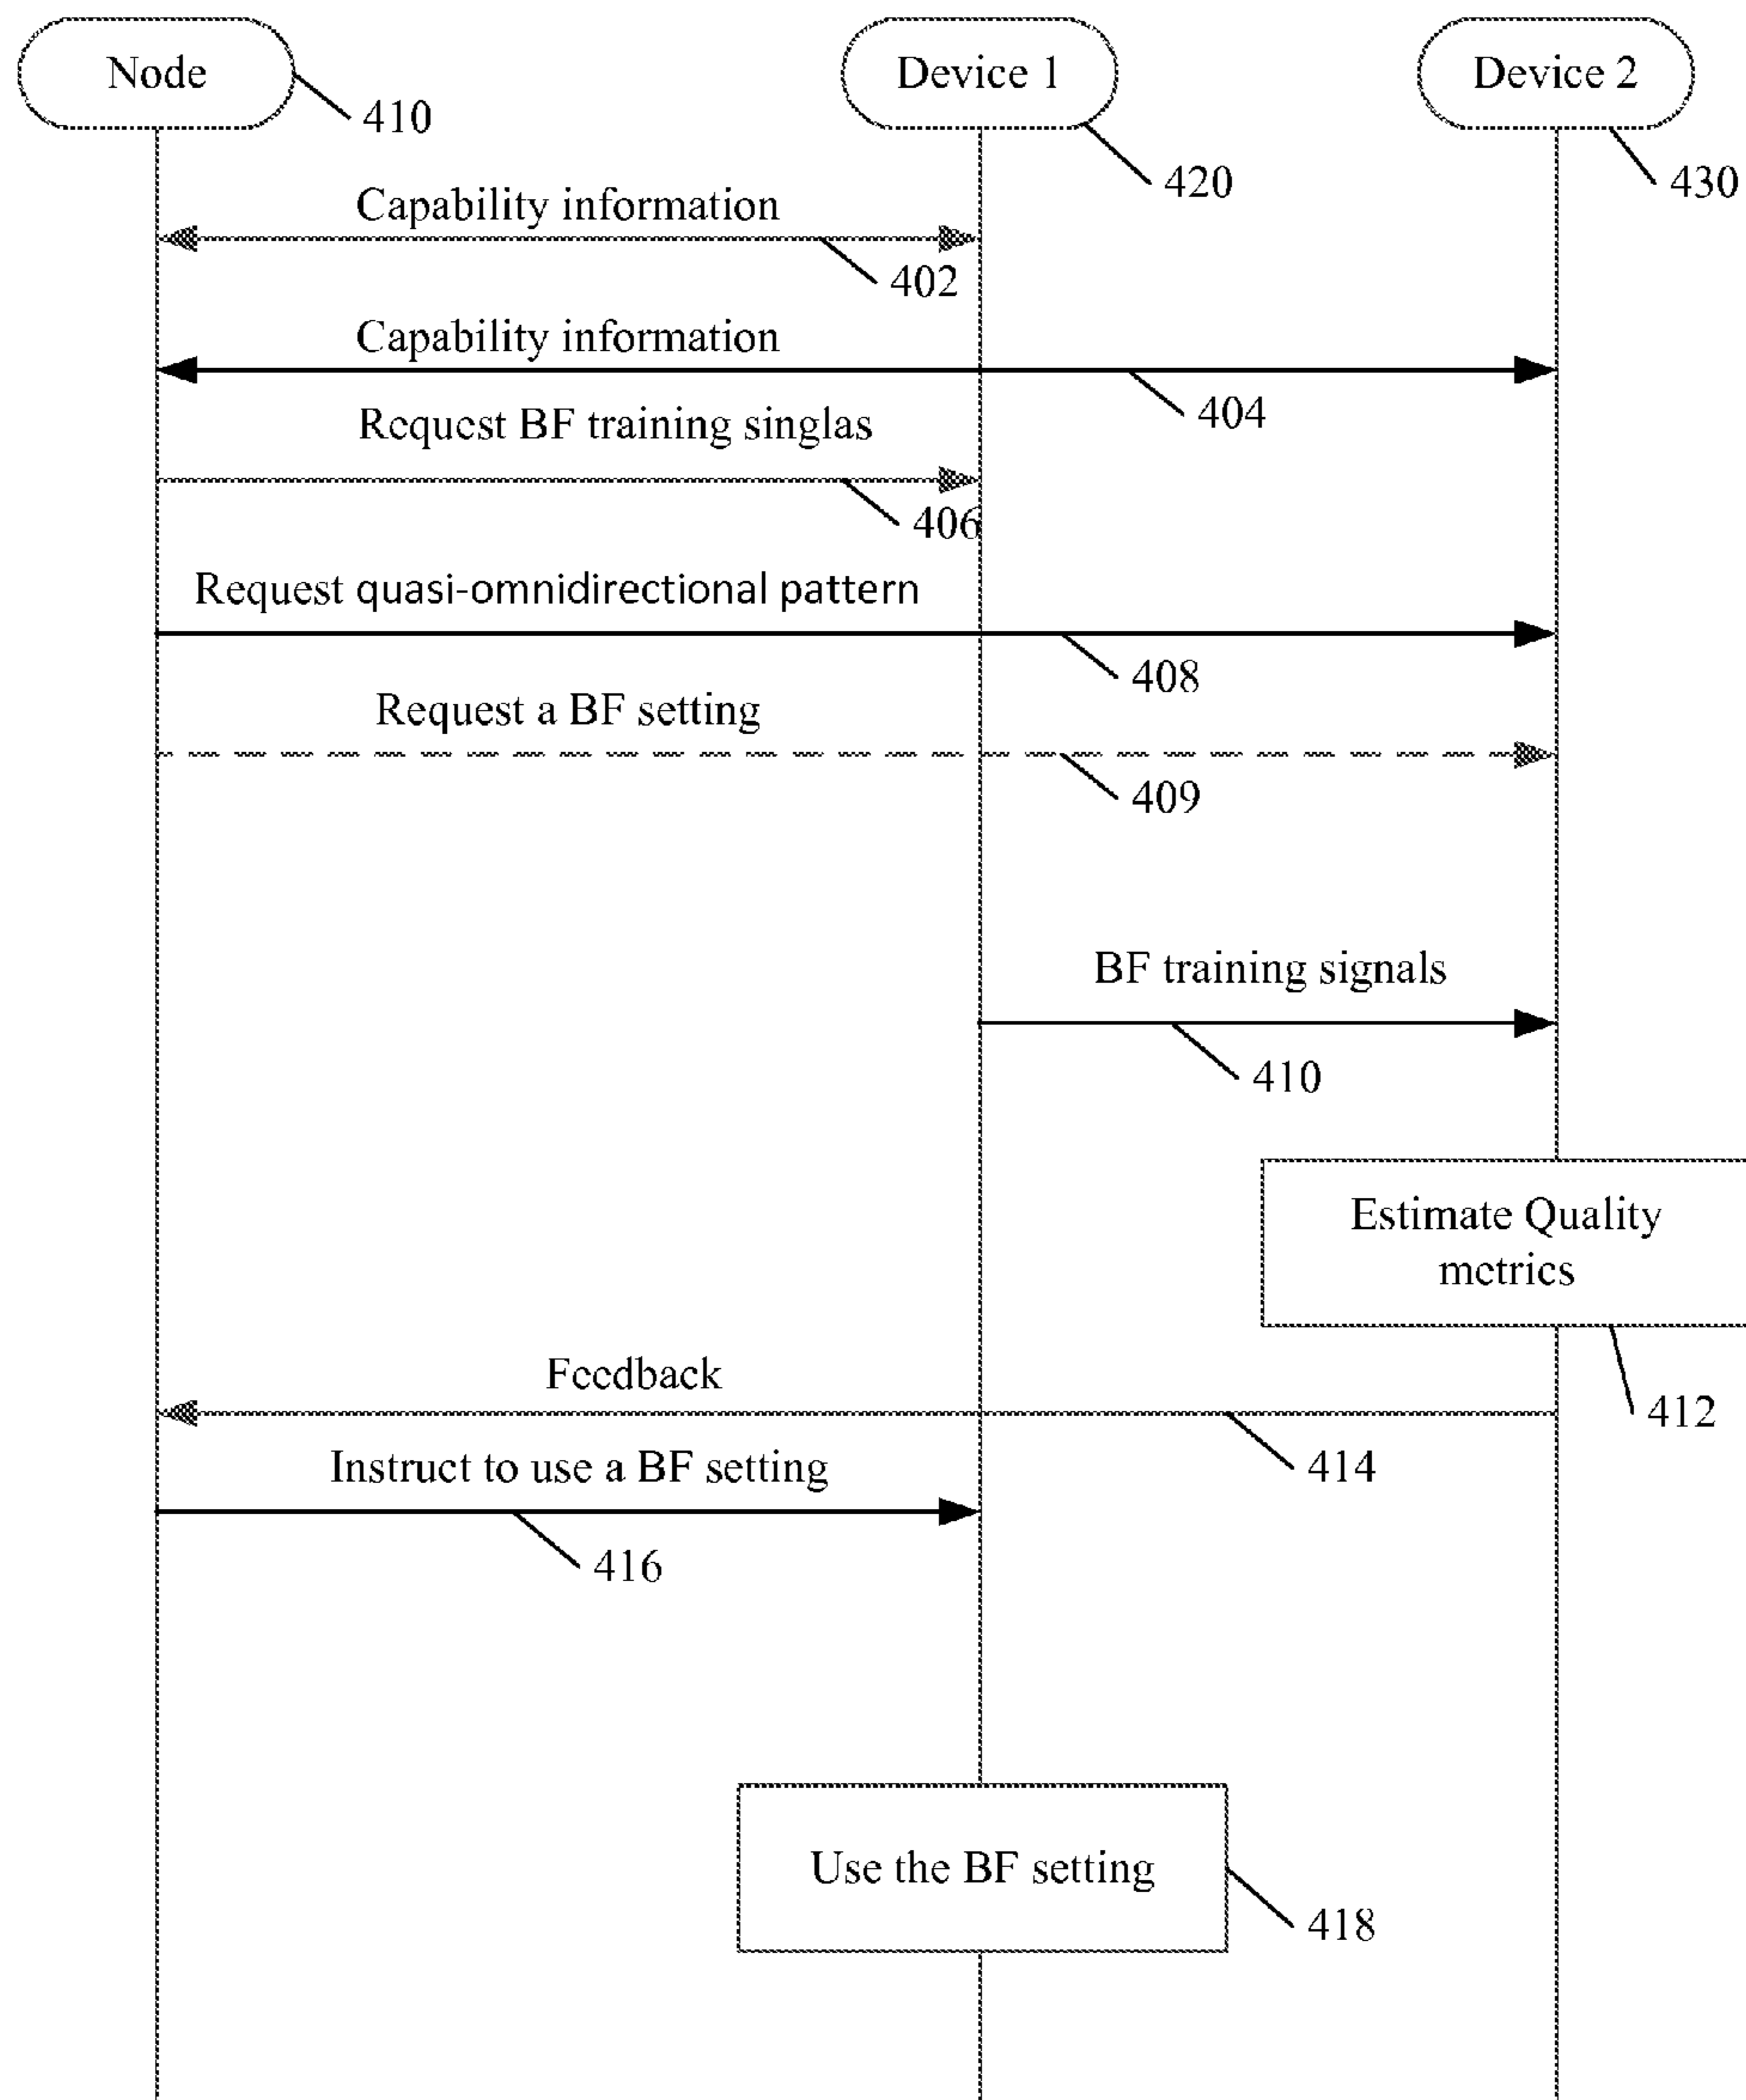 Node
Device 1
Device 2
410
420
430
Capability information
402
Capability information
404
Request BF training singlas
406
Request quasi-omnidirectional pattern
408
Request a BF setting
409
BF training signals
410
Estimate Quality
metrics
412
Feedback
414
Instruct to use a BF setting
416
Use the BF setting
418